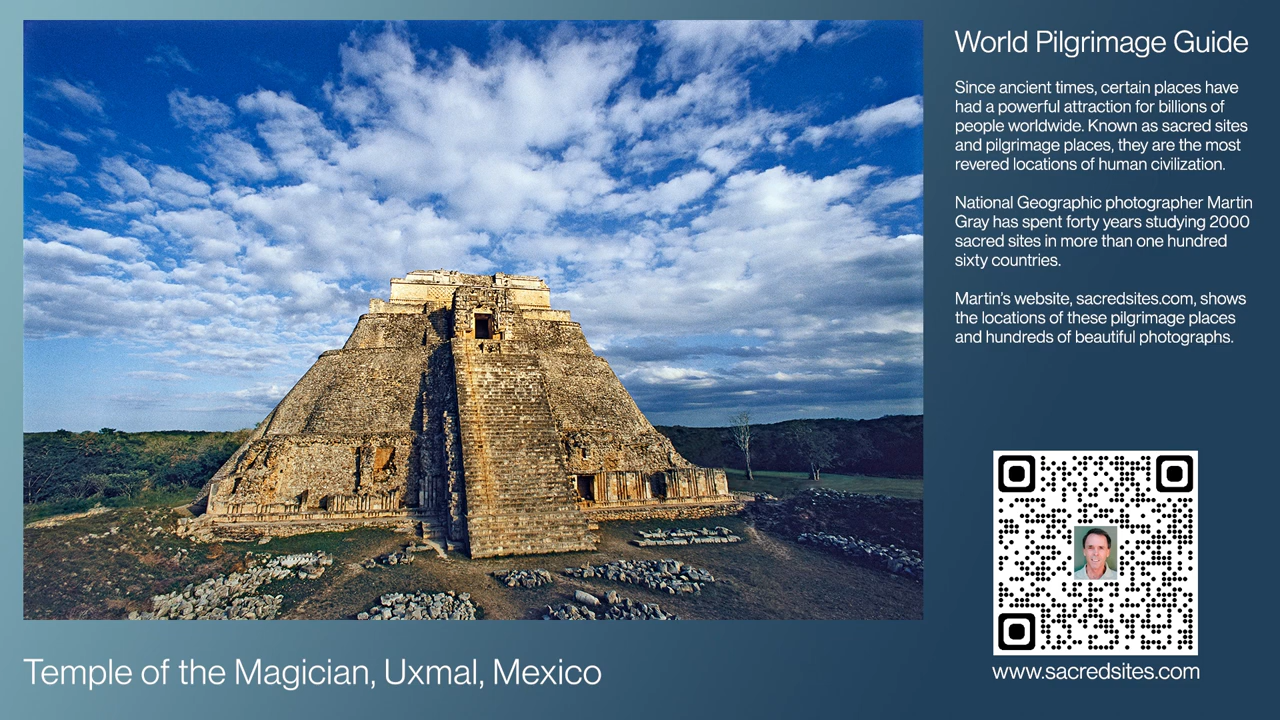 World Pilgrimage Guide
Since ancient times, certain places have
had a powerful attraction for billions of
people worldwide. Known as sacred sites
and pilgrimage places, they are the most
revered locations of human civilization.
National Geographic photographer Martin
Gray has spent forty years studying 2000
sacred sites in more than one hundred
sixty countries.
Martin's website, sacredsites.com, shows
the locations of these pilgrimage places
and hundreds of beautiful photographs.
www.sacredsites.com
Temple of the Magician, Uxmal, Mexico